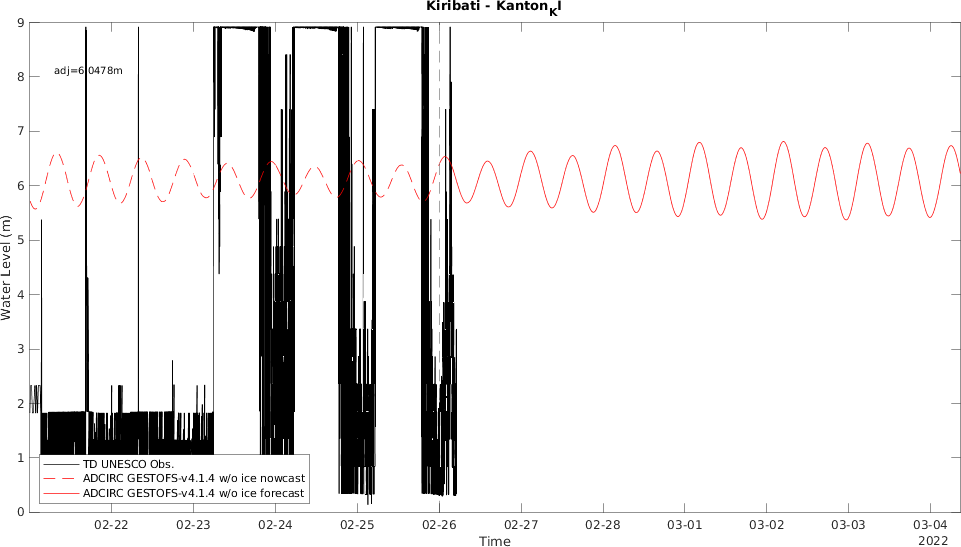 Kiribati - Kanton_KI
9
8
7
6
5
4
3
2
1
0
Water Level (m)
adj=6.0478m
TD UNESCO Obs.
ADCIRC GESTOFS-v4.1.4 w/o ice nowcast
ADCIRC GESTOFS-v4.1.4 w/o ice forecast
02-22 02-23 02-24 02-25 02-26 02-27 02-28 03-01 03-02 03-03 03-04
Time
2022